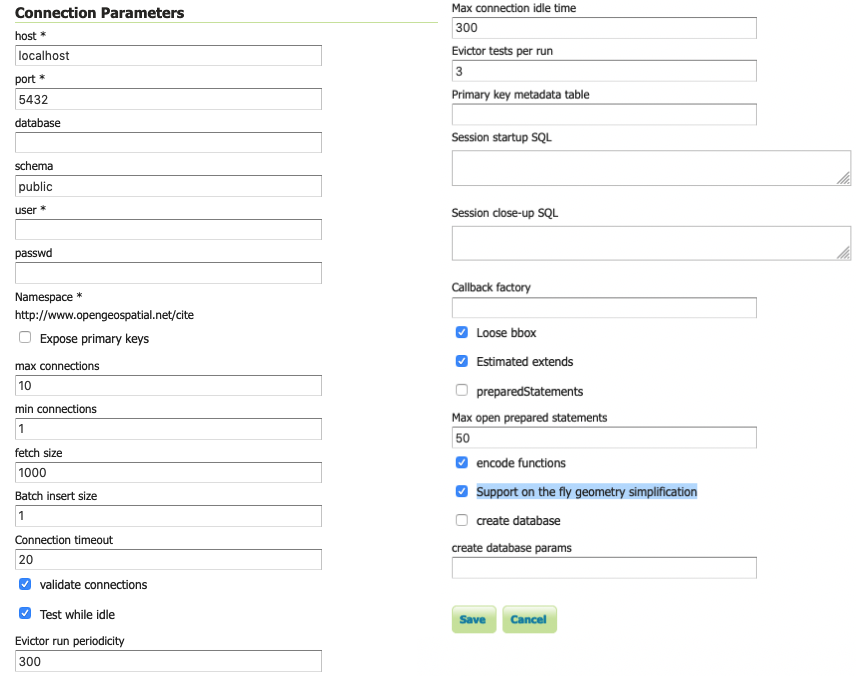 Connection Parameters
host *
localhost
port *
5432
database
schema
public
user *
passwd
Namespace *
http://www.opengeospatial.net/cite
Expose primary keys
max connections
10
min connections
1
fetch size
1000
Batch insert size
1
Connection timeout
20
validate connections
Test while idle
Evictor run periodicity
300
Max connection idle time
300
Evictor tests per run
3
Primary key metadata table
Session startup SQL
Session close-up SQL
Callback factory
Loose bbox
Estimated extends
preparedStatements
Max open prepared statements
50
encode functions
Support on the fly geometry simplification
create database
create database params
Save Cancel